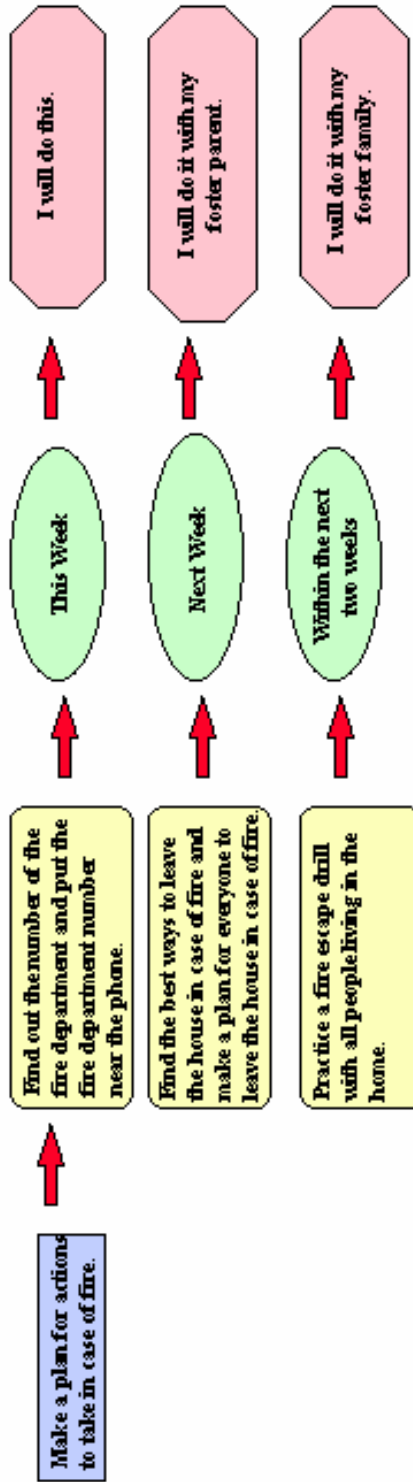 Make a plan for actions
to take in case of fire.
Find out the number of the
fire department and put the
fire department number
near the phone.
This Week
I will do this.
Find the best ways to leave
the house in case of fire and
make a plan for everyone to
leave the house in case of fire.
Next Week
I will do it with my
foster parent.
Practice a fire escape drill
with all people living in the
home.
Within the next
two weeks
I will do it with my
foster family.